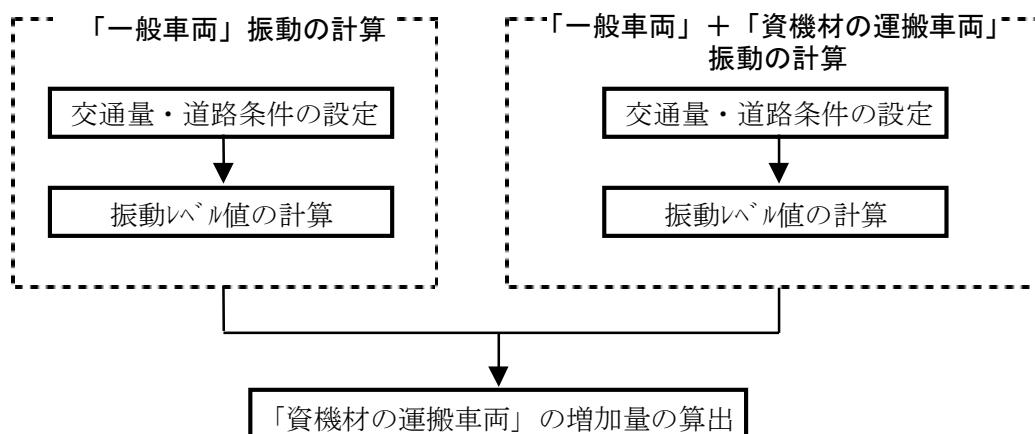 「一般車両」振動の計算
交通量・道路条件の設定
振動ﾚﾍﾞﾙ値の計算
「一般車両」＋「資機材の運搬車両」
振動の計算
交通量・道路条件の設定
振動ﾚﾍﾞﾙ値の計算
「資機材の運搬車両」の増加量の算出